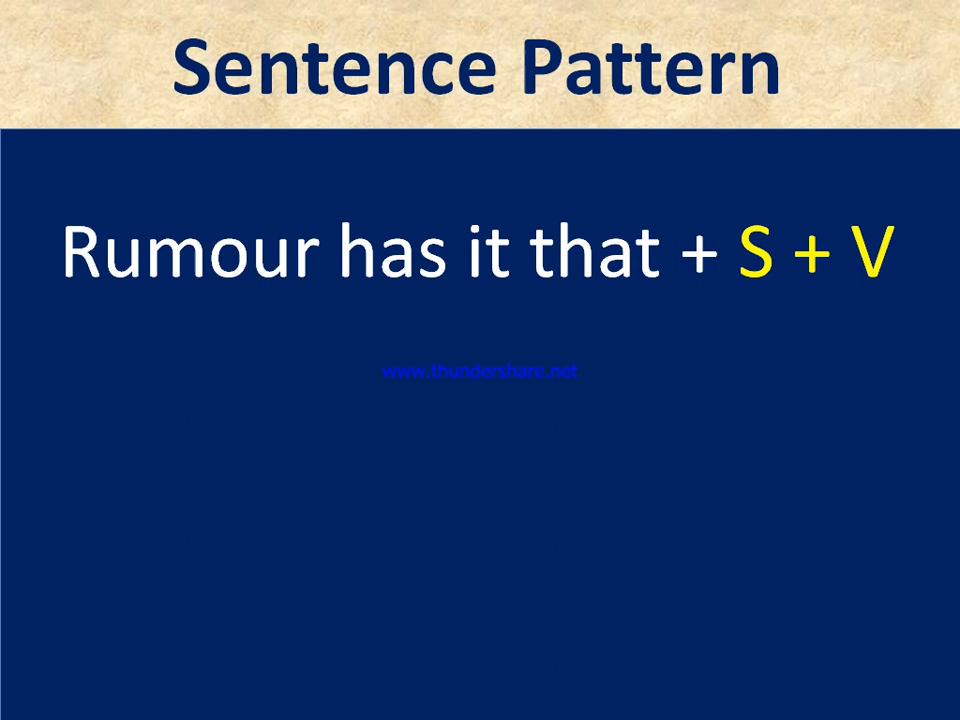 Sentence Pattern
Rumour has it that + S + V
www.thundershare.net